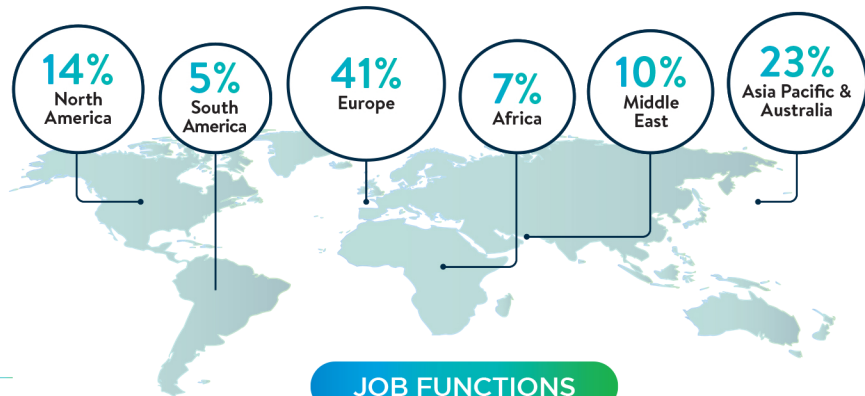 14%
North
America
5%
South
America
41%
Europe
7%
Africa
10%
Middle
East
23%
Asia Pacific &
Australia
JOB FUNCTIONS